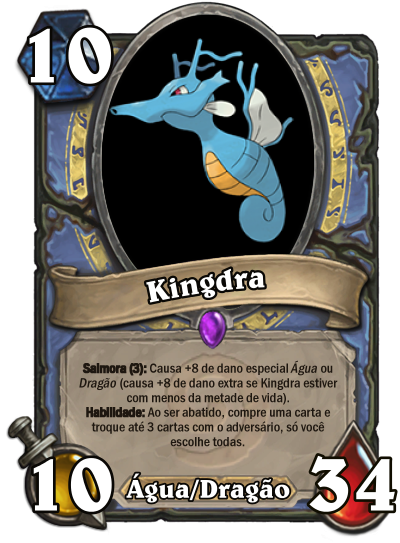 10
Kingdra
Salmora (3): Causa +8 de dano especial Água ou
Dragão (causa +8 de dano extra se Kingdra estiver
com menos da metade de vida).
Habilidade: Ao ser abatido, compre uma carta e
troque até 3 cartas com o adversário, só você
escolhe todas.
10 Água/Dragão 34